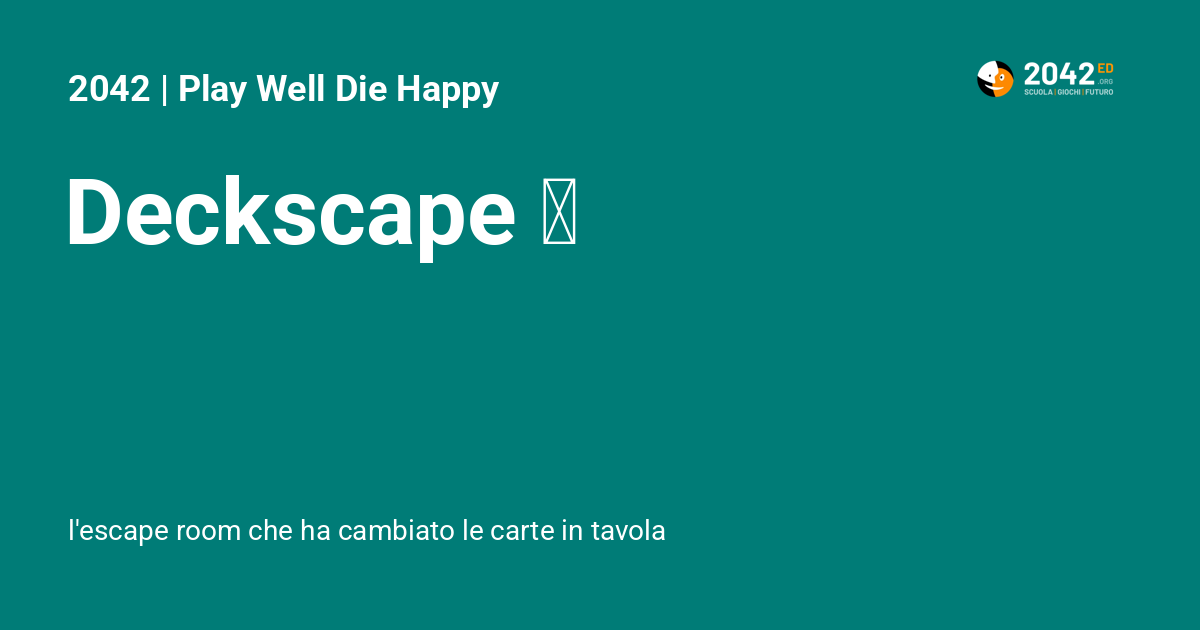 2042 | Play Well Die Happy
2042 ED
.ORG
SCUOLA | GIOCHI | FUTURO
Deckscape
l'escape room che ha cambiato le carte in tavola